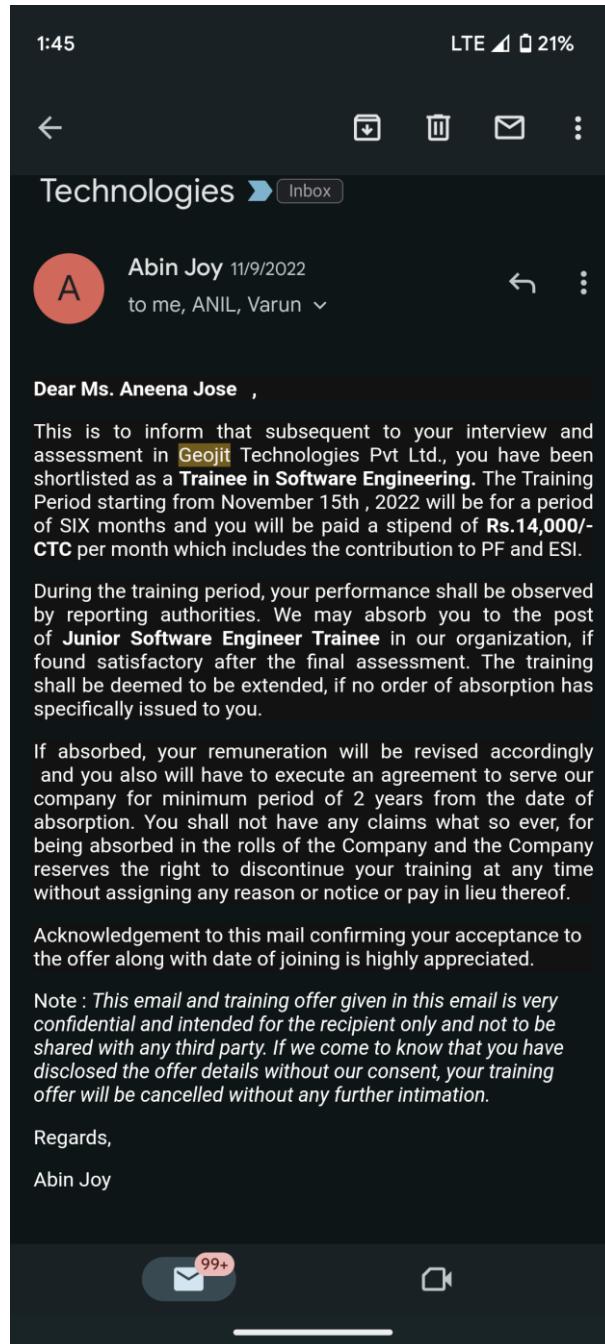 1:45 LTE 21%
Technologies Inbox
A
Abin Joy 11/9/2022
to me, ANIL, Varun
Dear Ms. Aneena Jose ,
This is to inform that subsequent to your interview and
assessment in Geojit Technologies Pvt Ltd., you have been
shortlisted as a Trainee in Software Engineering. The Training
Period starting from November 15th , 2022 will be for a period
of SIX months and you will be paid a stipend of Rs.14,000/-
CTC per month which includes the contribution to PF and ESI.
During the training period, your performance shall be observed
by reporting authorities. We may absorb you to the post
of Junior Software Engineer Trainee in our organization, if
found satisfactory after the final assessment. The training
shall be deemed to be extended, if no order of absorption has
specifically issued to you.
If absorbed, your remuneration will be revised accordingly
and you also will have to execute an agreement to serve our
company for minimum period of 2 years from the date of
absorption. You shall not have any claims what so ever, for
being absorbed in the rolls of the Company and the Company
reserves the right to discontinue your training at any time
without assigning any reason or notice or pay in lieu thereof.
Acknowledgement to this mail confirming your acceptance to
the offer along with date of joining is highly appreciated.
Note : This email and training offer given in this email is very
confidential and intended for the recipient only and not to be
shared with any third party. If we come to know that you have
disclosed the offer details without our consent, your training
offer will be cancelled without any further intimation.
Regards,
Abin Joy
99+